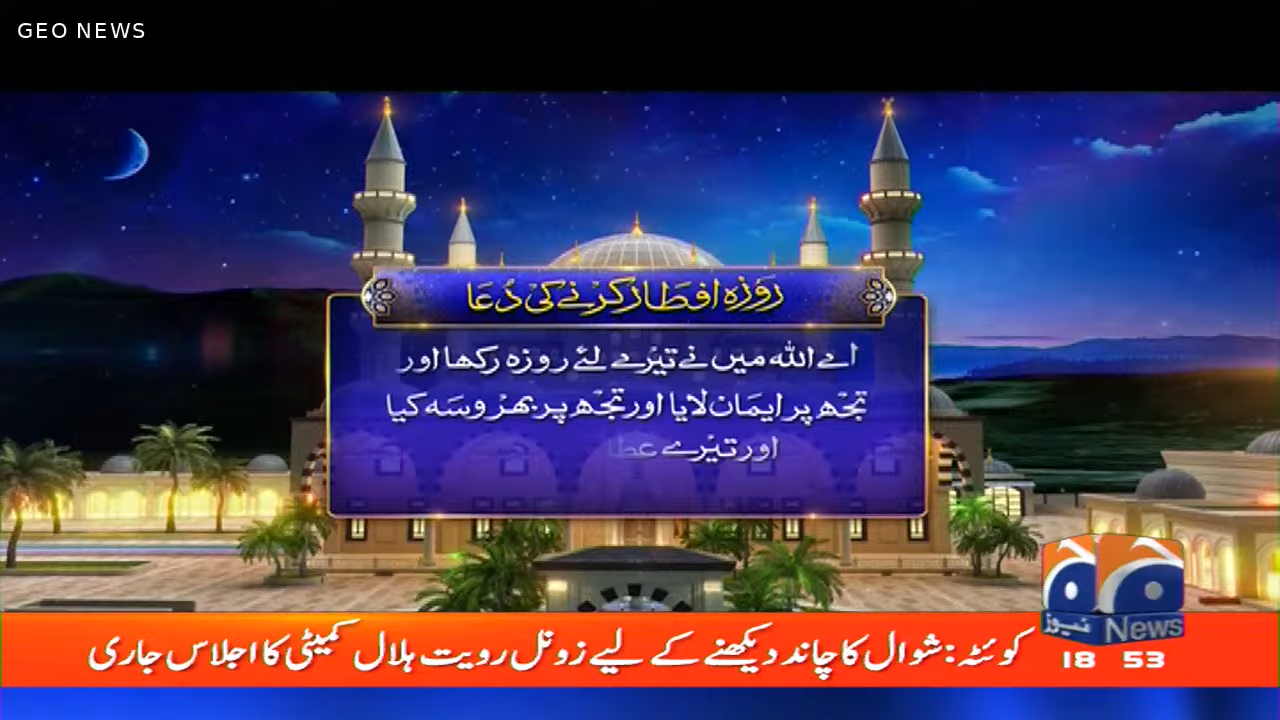 GEO NEWS
روزہ افطار کرنے کی دُعا
اے اللہ میں نے تیرے لئے روزہ رکھا اور
تجھ پر ایمان لایا اور تجھ پر بھروسہ کیا
اور تیرے عطا
نیوز News
کوئٹہ: شوال کا چاند دیکھنے کے لیے زونل رویت ہلال کمیٹی کا اجلاس جاری
18 53